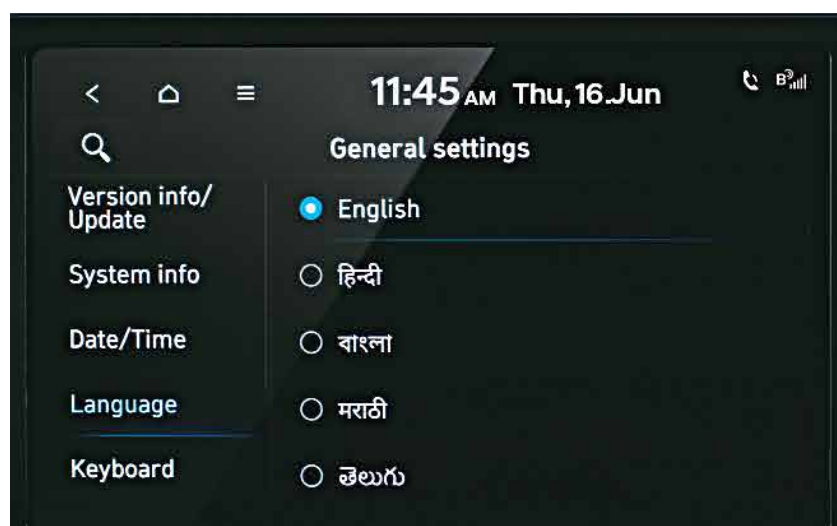 11:45 AM Thu, 16.Jun
General settings
Version info/
Update
System info
Date/Time
Language
Keyboard
English
हिन्दी
বাংলা
मराठी
తెలుగు